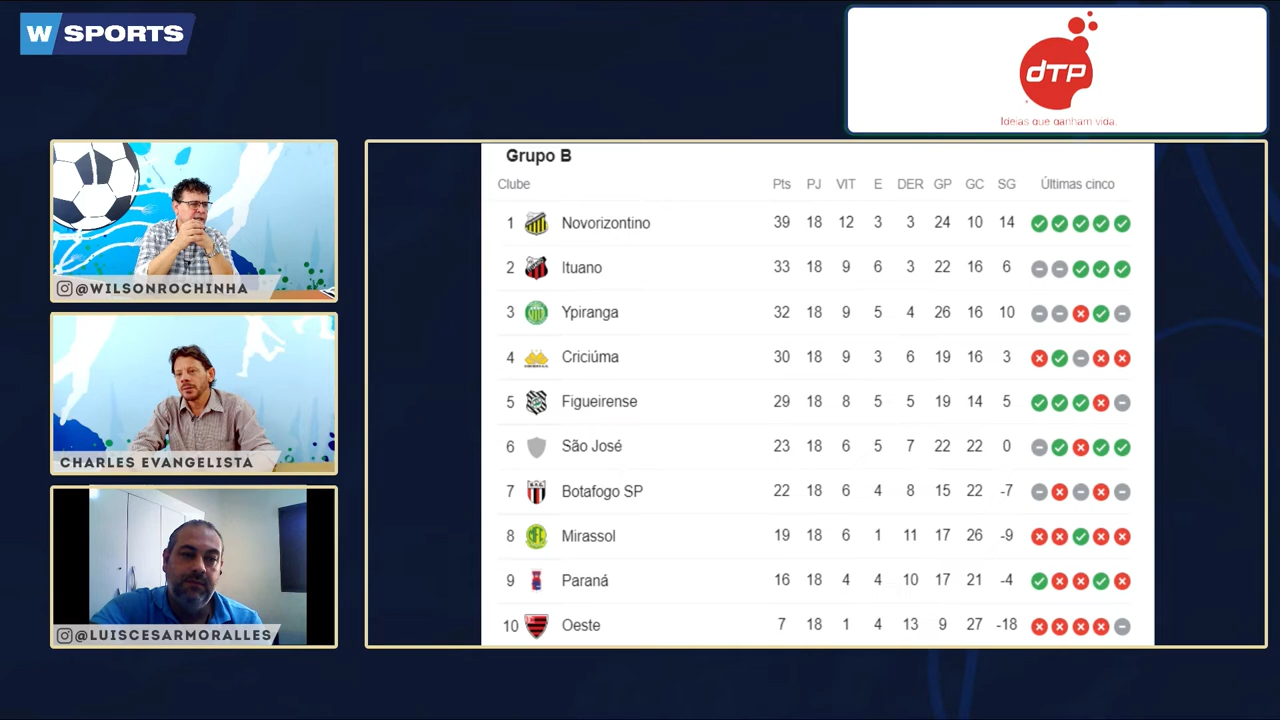 W SPORTS
dTP
Ideias que ganham vida.
@WILSONROCHINHA
CHARLES EVANGELISTA
@LUISCESARMORALLES
Grupo B
Clube Pts PJ VIT E DER GP GC SG Últimas cinco
1 Novorizontino 39 18 12 3 3 24 10 14
2 Ituano 33 18 9 6 3 22 16 6
3 Ypiranga 32 18 9 5 4 26 16 10
4 Criciúma 30 18 9 3 6 19 16 3
5 Figueirense 29 18 8 5 5 19 14 5
6 São José 23 18 6 5 7 22 22 0
7 Botafogo SP 22 18 6 4 8 15 22 -7
8 Mirassol 19 18 6 1 11 17 26 -9
9 Paraná 16 18 4 4 10 17 21 -4
10 Oeste 7 18 1 4 13 9 27 -18